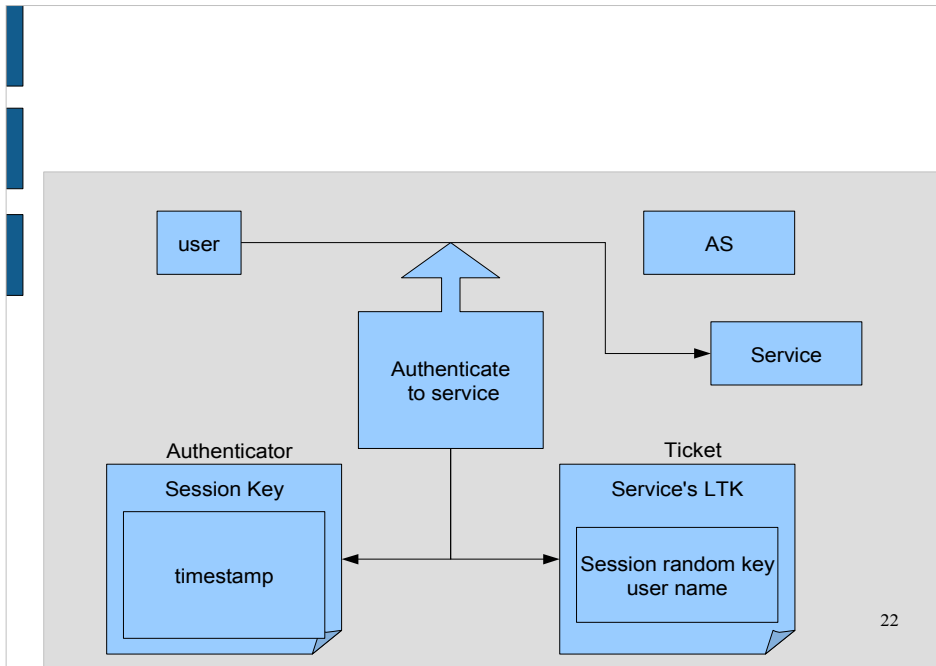 user
AS
Service
Authenticate
to service
Authenticator
Session Key
timestamp
Ticket
Service's LTK
Session random key
user name
22